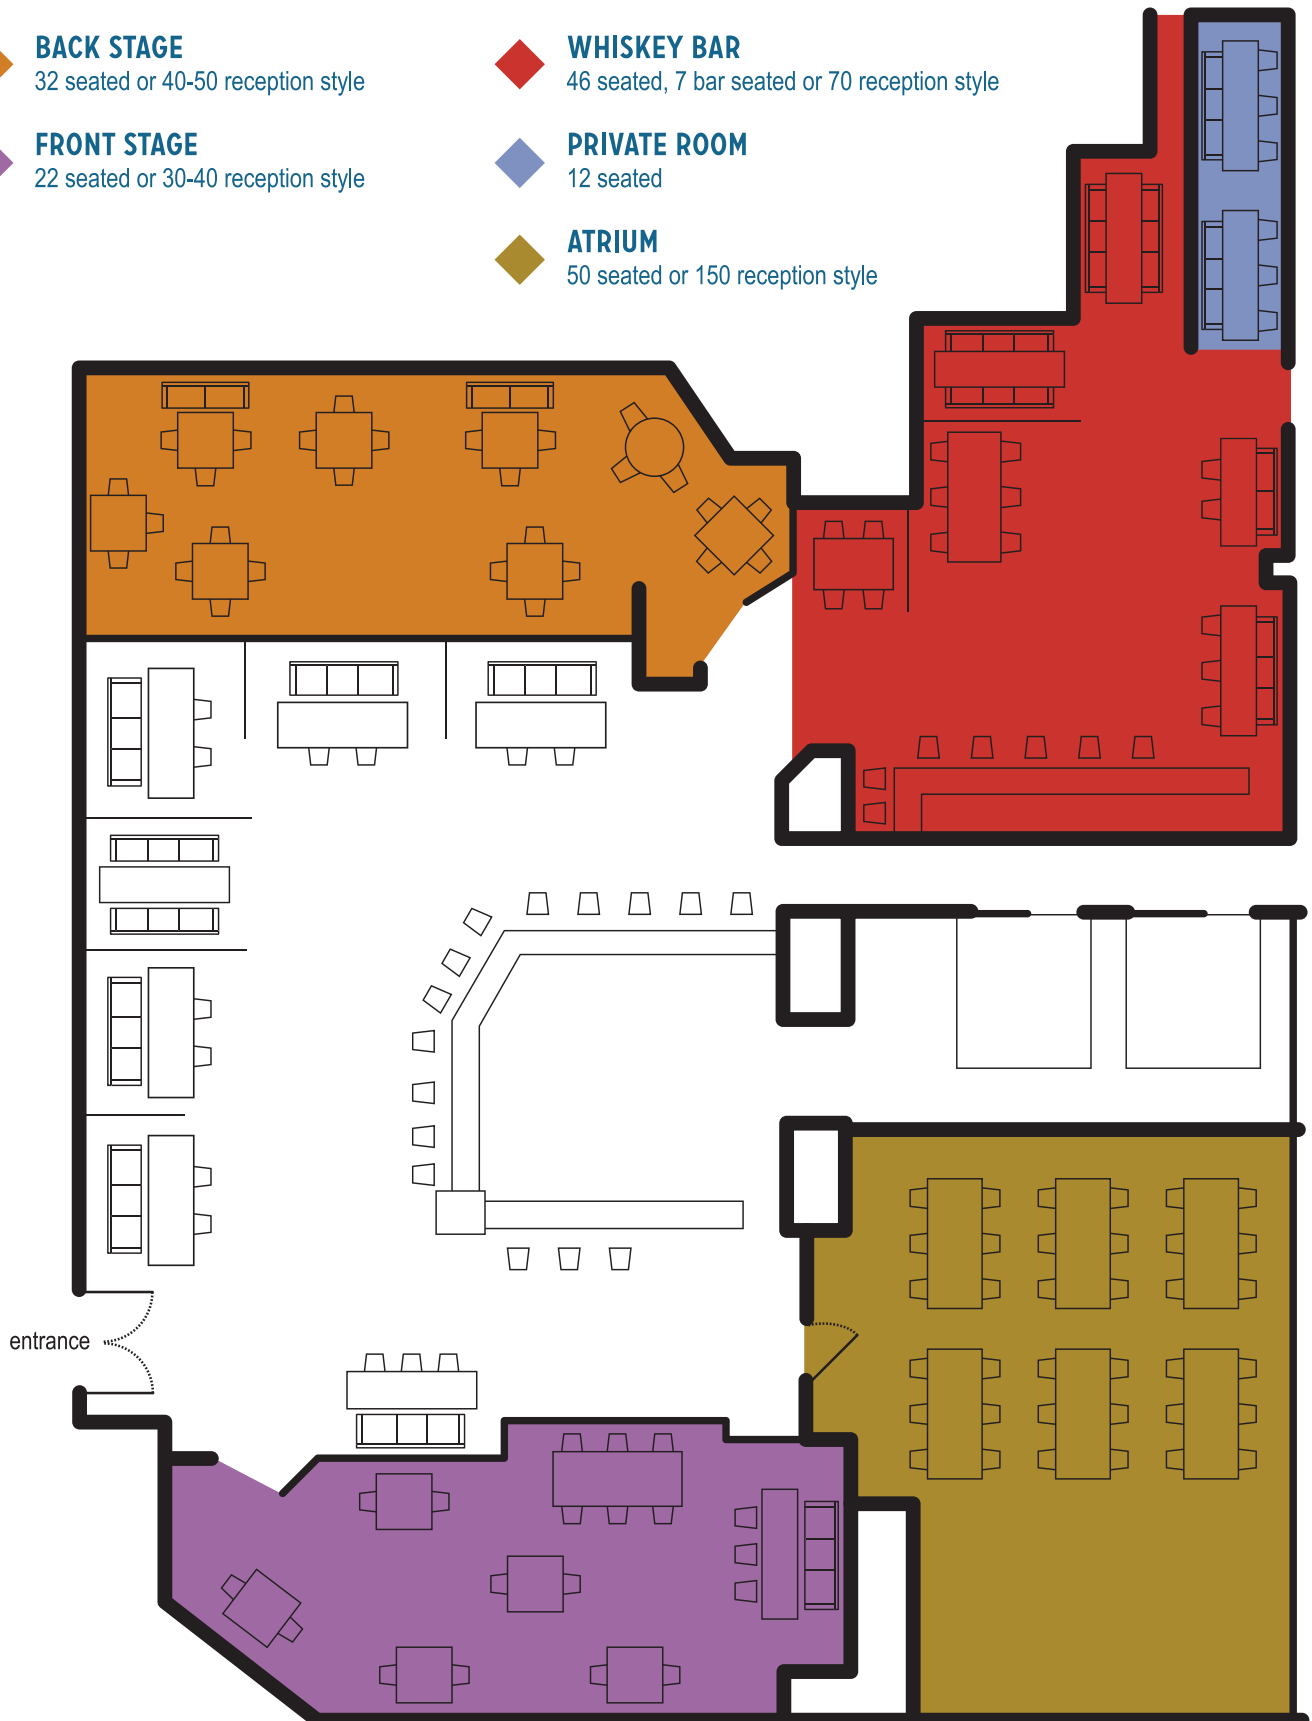 BACK STAGE
32 seated or 40-50 reception style
FRONT STAGE
22 seated or 30-40 reception style
WHISKEY BAR
46 seated, 7 bar seated or 70 reception style
PRIVATE ROOM
12 seated
ATRIUM
50 seated or 150 reception style
entrance